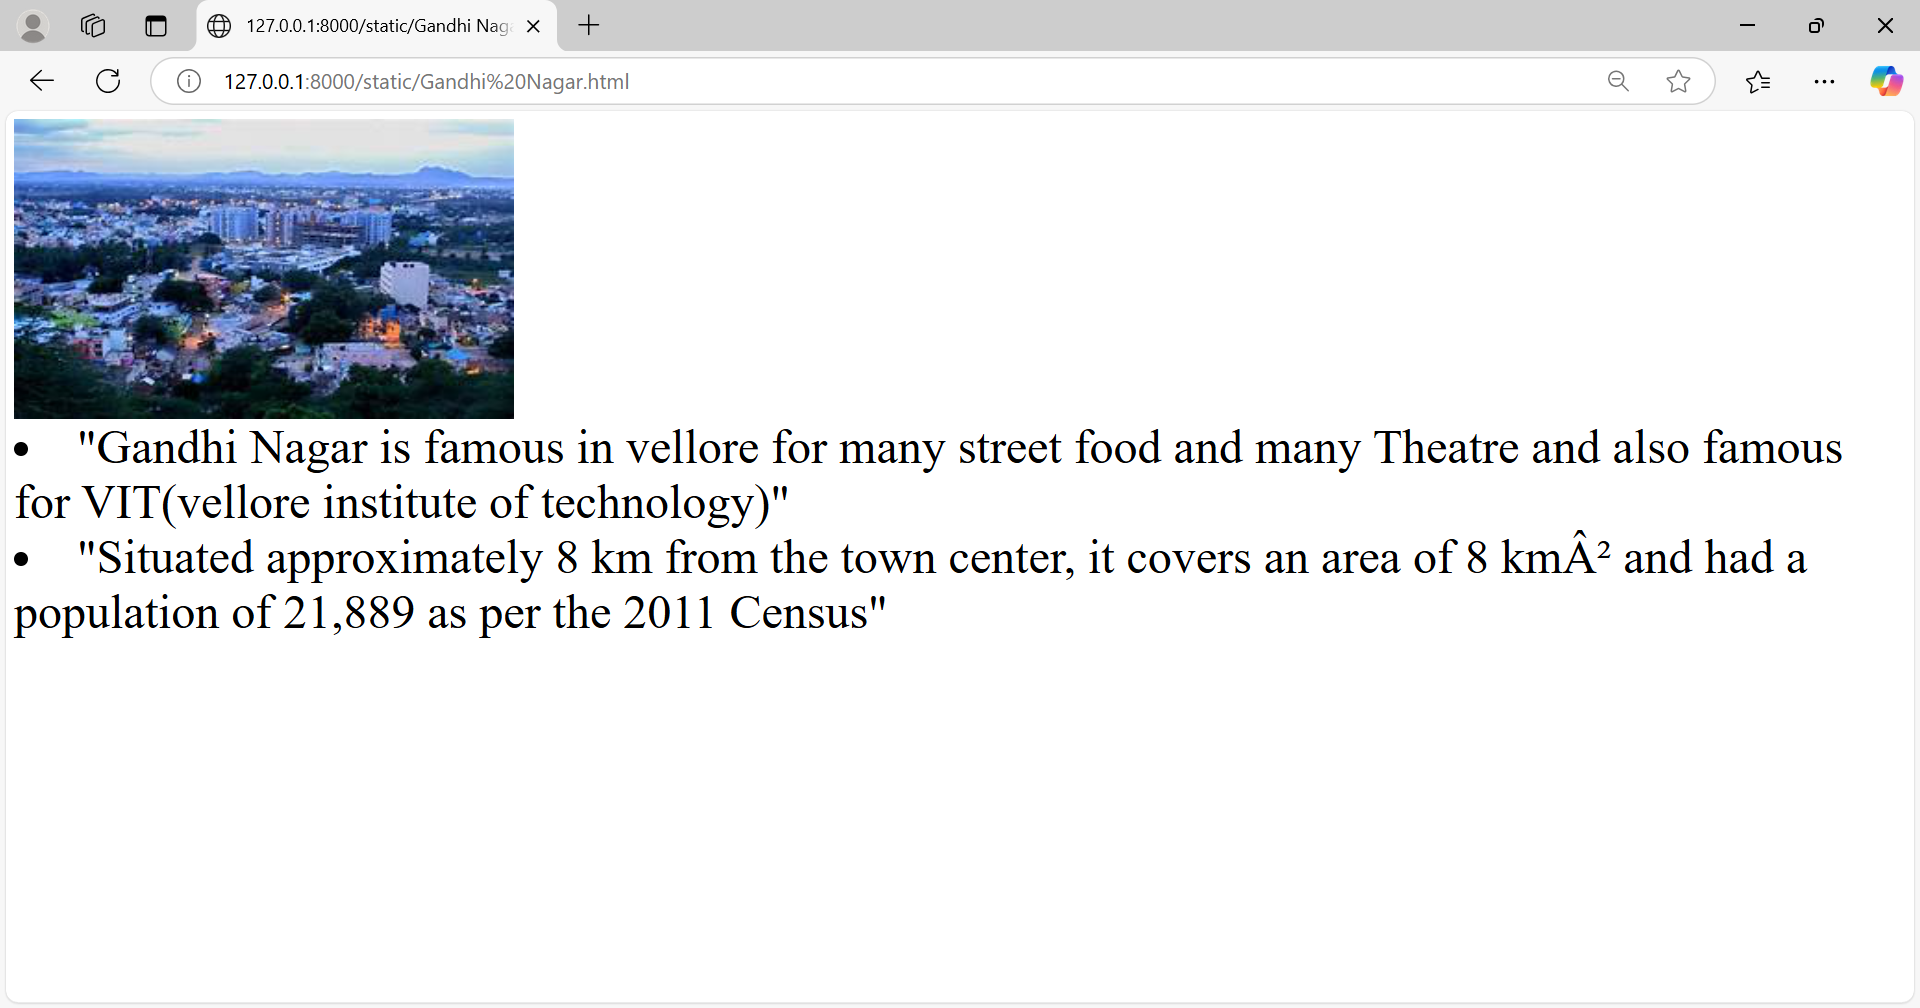 127.0.0.1:8000/static/Gandhi Nag
127.0.0.1:8000/static/Gandhi%20Nagar.html
• "Gandhi Nagar is famous in vellore for many street food and many Theatre and also famous
for VIT(vellore institute of technology)"
• "Situated approximately 8 km from the town center, it covers an area of 8 kmÂ² and had a
population of 21,889 as per the 2011 Census"